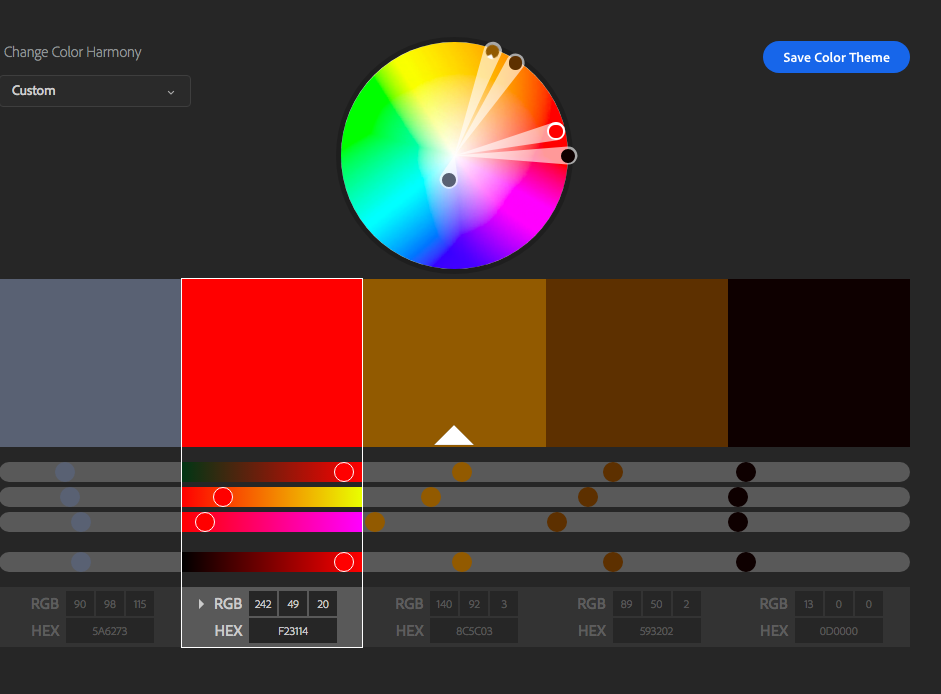 Change Color Harmony
Save Color Theme
Custom
RGB 90 98 115
HEX 5A6273
RGB 242 49 20
HEX F23114
RGB 140 92 3
HEX 8C5C03
RGB 89 50 2
HEX 593202
RGB 13 0 0
HEX 0D0000